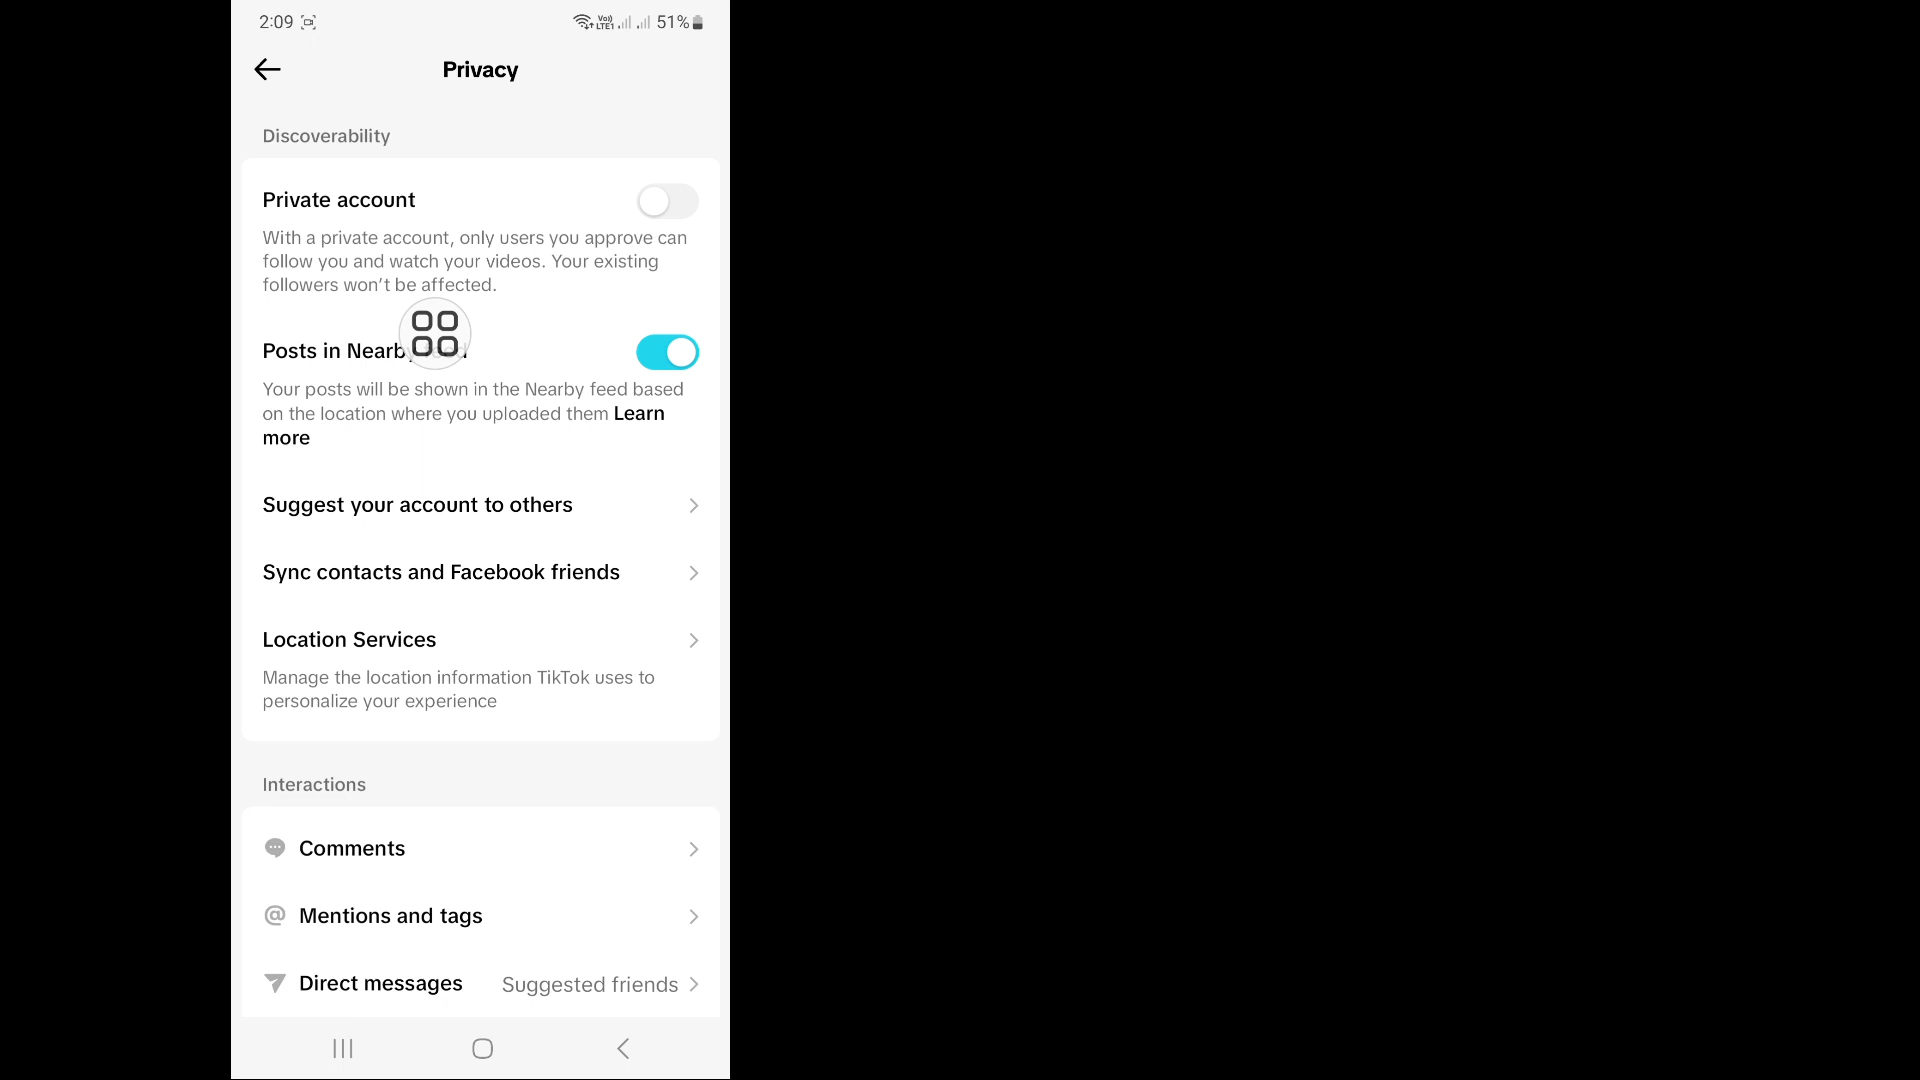 2:09
Vo))
LTE1
51%
Privacy
Discoverability
Private account
With a private account, only users you approve can
follow you and watch your videos. Your existing
followers won't be affected.
Posts in Nearby feed
Your posts will be shown in the Nearby feed based
on the location where you uploaded them Learn
more
Suggest your account to others
Sync contacts and Facebook friends
Location Services
Manage the location information TikTok uses to
personalize your experience
Interactions
Comments
@ Mentions and tags
Direct messages Suggested friends